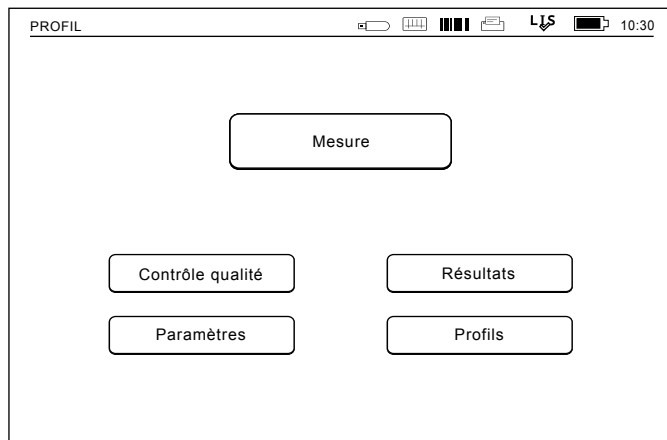 PROFIL
LIS
10:30
Mesure
Contrôle qualité
Résultats
Paramètres
Profils